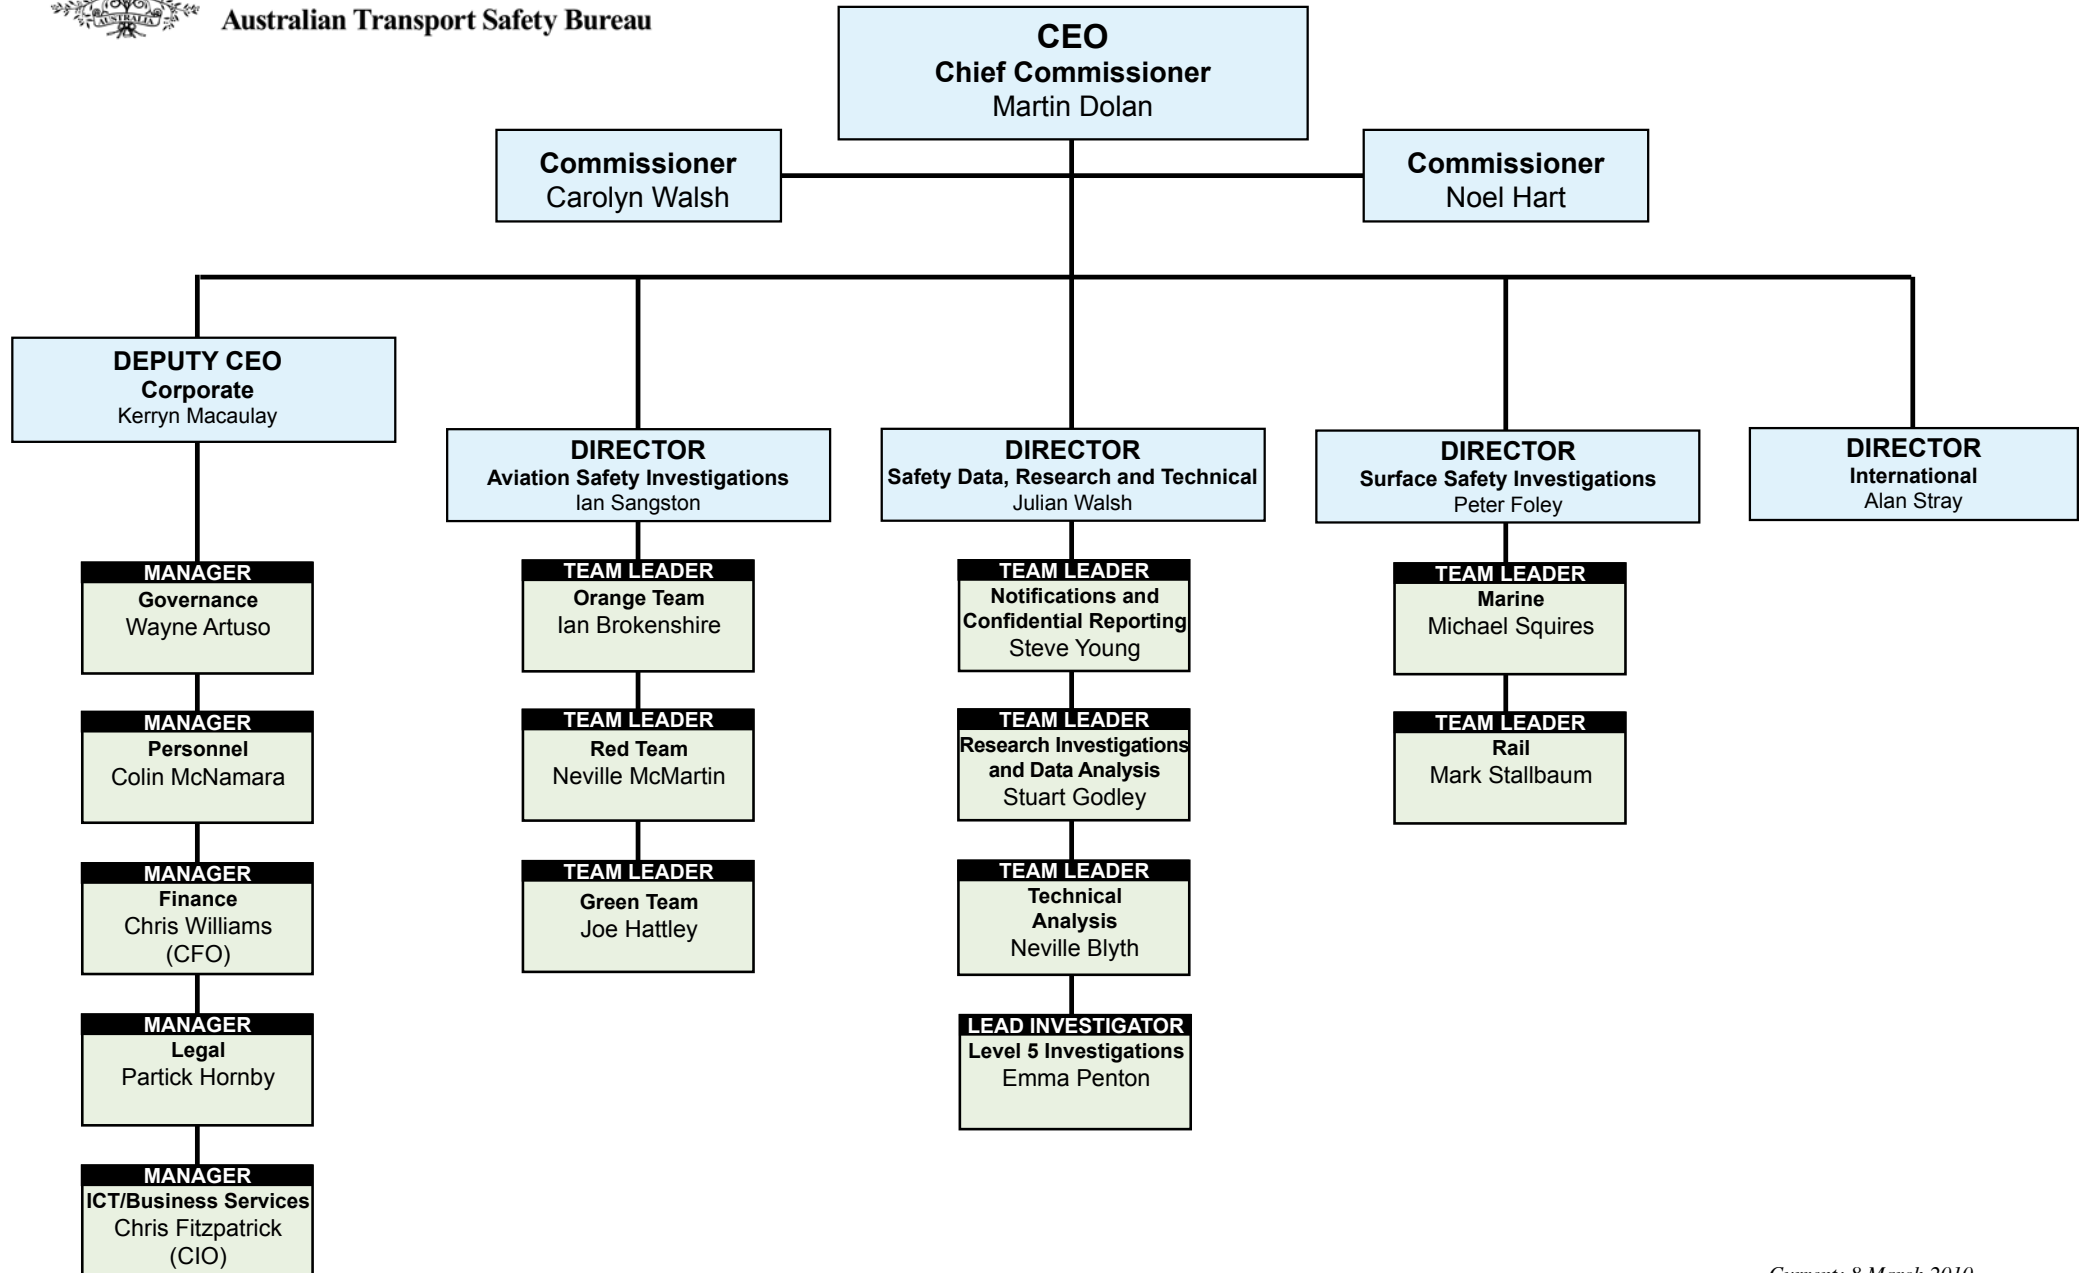 AUSTRALIA
Australian Transport Safety Bureau
CEO
Chief Commissioner
Martin Dolan
Commissioner
Carolyn Walsh
Commissioner
Noel Hart
DEPUTY CEO
Corporate
Kerryn Macaulay
DIRECTOR
Aviation Safety Investigations
Ian Sangston
DIRECTOR
Safety Data, Research and Technical
Julian Walsh
DIRECTOR
Surface Safety Investigations
Peter Foley
DIRECTOR
International
Alan Stray
MANAGER
Governance
Wayne Artuso
MANAGER
Personnel
Colin McNamara
MANAGER
Finance
Chris Williams
(CFO)
MANAGER
Legal
Partick Hornby
MANAGER
ICT/Business Services
Chris Fitzpatrick
(CIO)
TEAM LEADER
Orange Team
Ian Brokenshire
TEAM LEADER
Red Team
Neville McMartin
TEAM LEADER
Green Team
Joe Hattley
TEAM LEADER
Notifications and
Confidential Reporting
Steve Young
TEAM LEADER
Research Investigations
and Data Analysis
Stuart Godley
TEAM LEADER
Technical
Analysis
Neville Blyth
LEAD INVESTIGATOR
Level 5 Investigations
Emma Penton
TEAM LEADER
Marine
Michael Squires
TEAM LEADER
Rail
Mark Stallbaum
Current: 8 March 2010